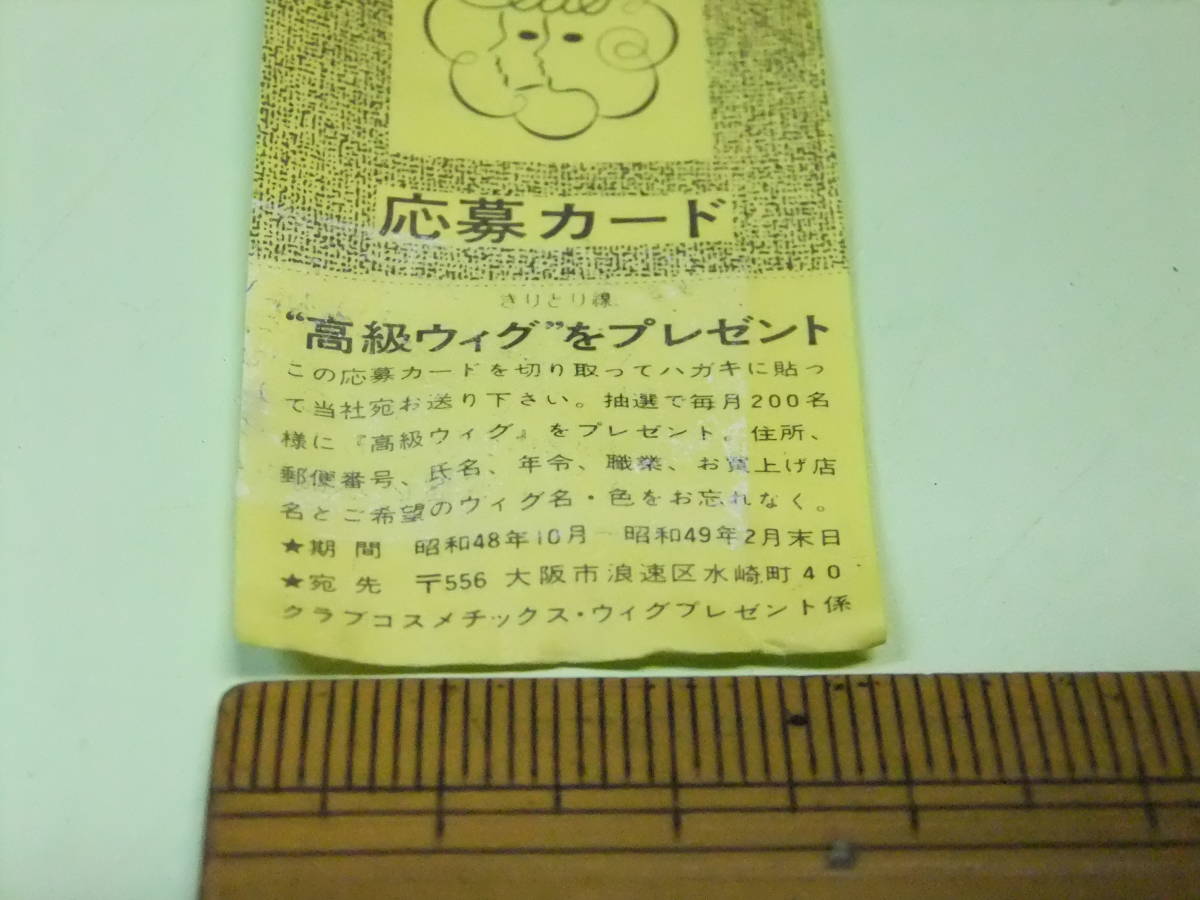 応募カード
きりとり線
“高級ウィグ”をプレゼント
この応募カードを切り取ってハガキに貼っ
て当社宛お送り下さい。抽選で毎月200名
様に『高級ウィグ』をプレゼント。住所、
郵便番号、氏名、年令、職業、お買上げ店
名とご希望のウィグ名・色をお忘れなく。
★期間 昭和48年10月―昭和49年2月末日
★宛先 〒556 大阪市浪速区水崎町40
クラブコスメチックス・ウィグプレゼント係